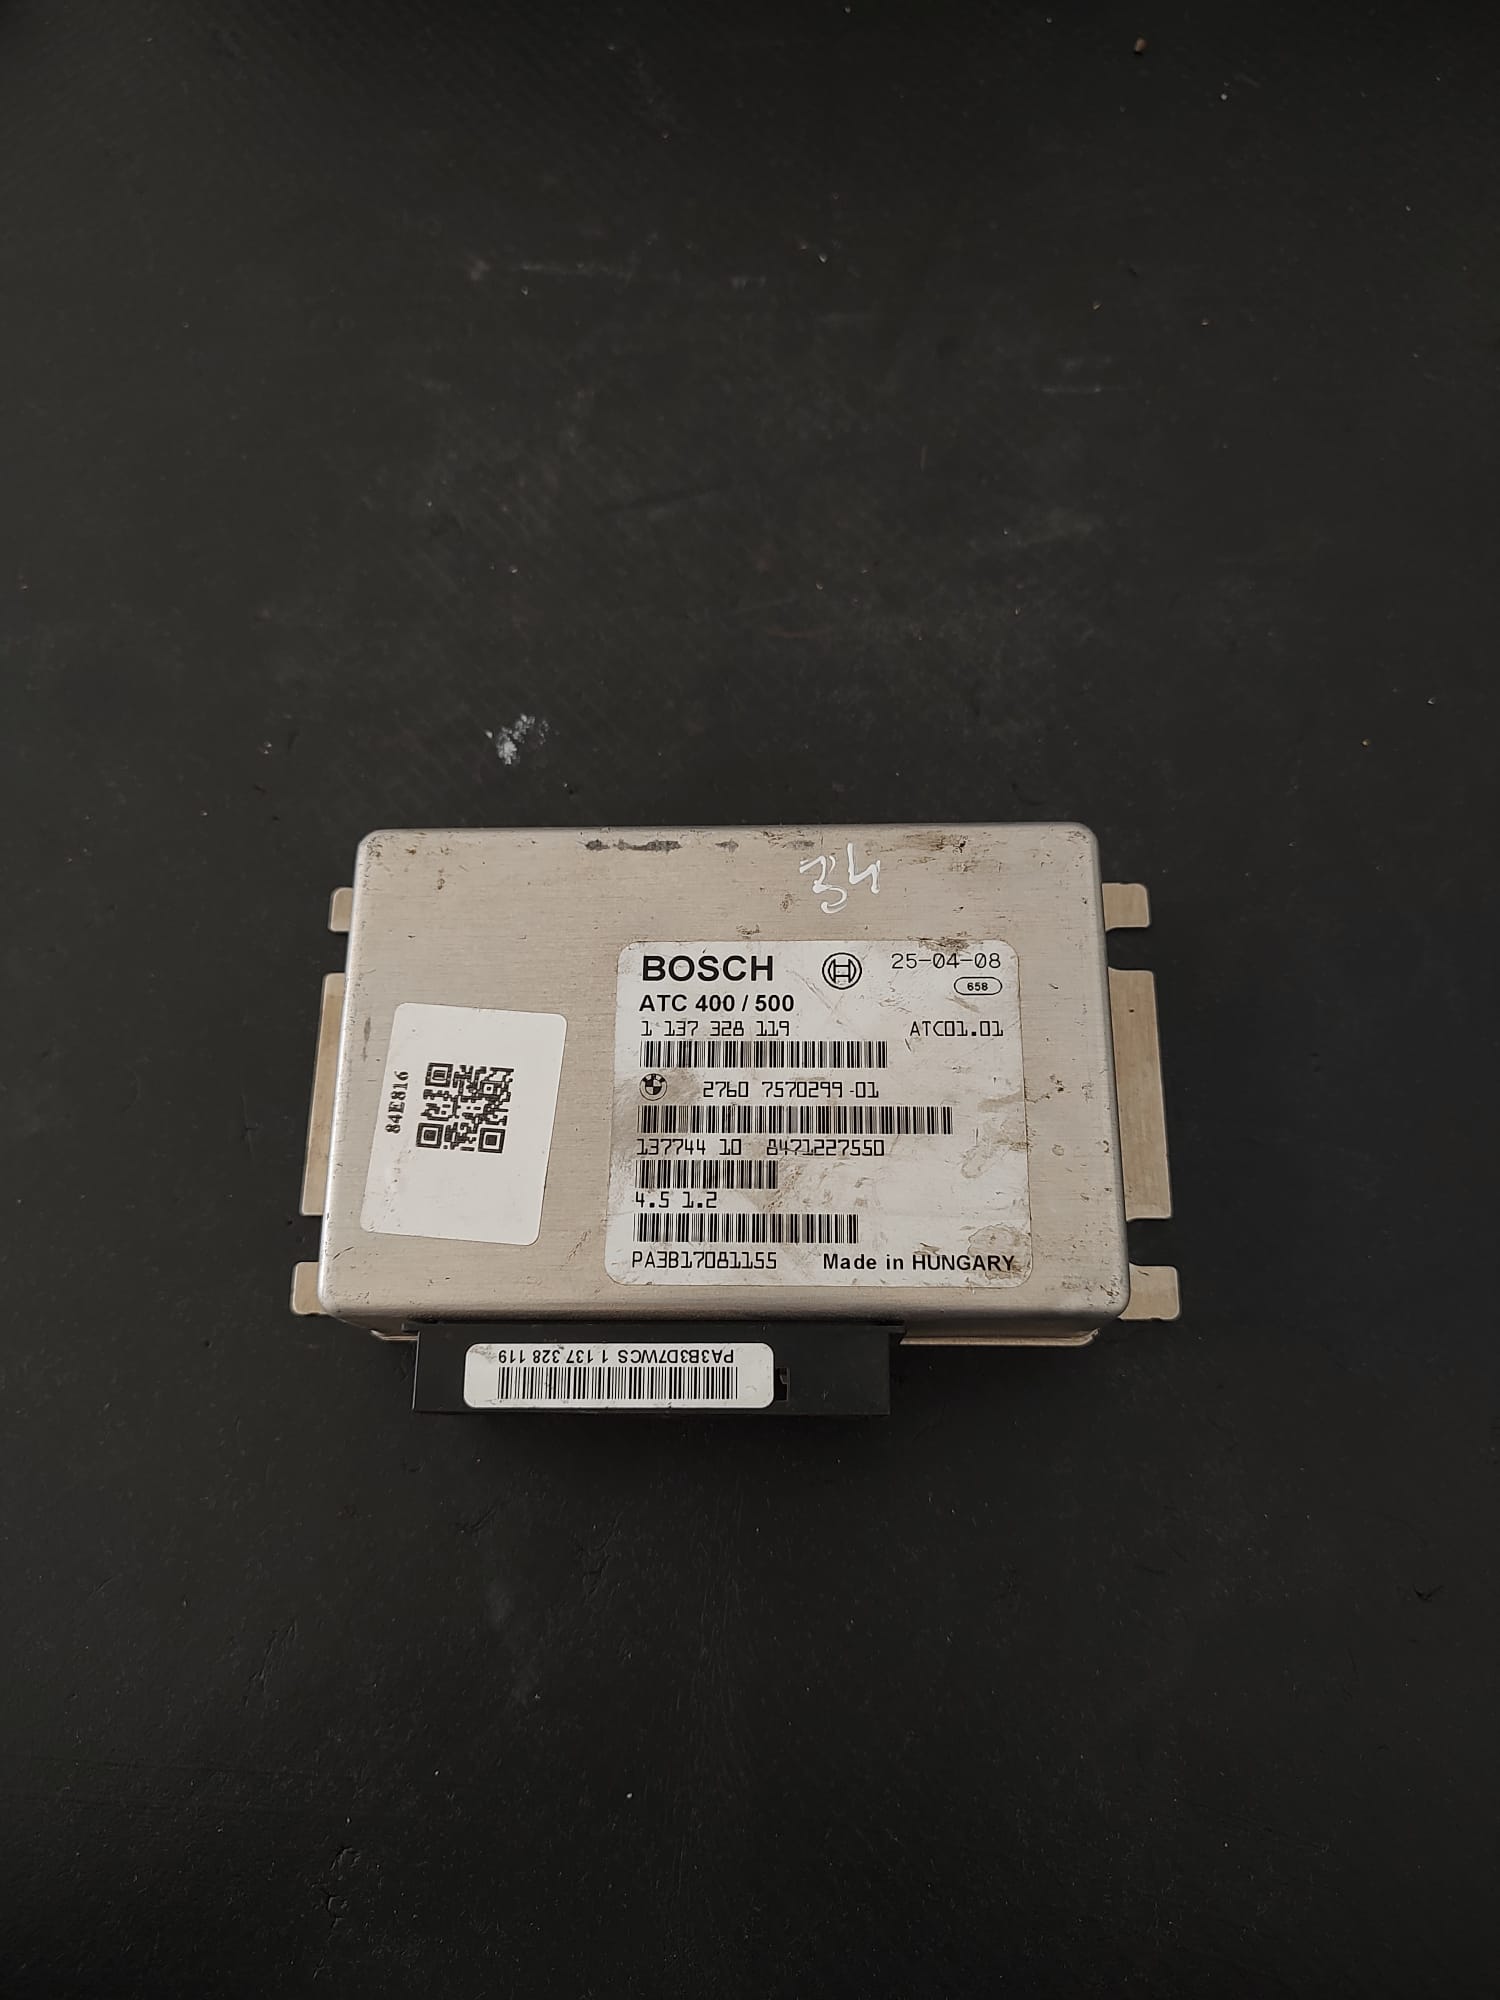 34
BOSCH 25-04-08
658
ATC 400 / 500
1 137 328 119 ATC01.01
2760 7570299-01
137744 10 8471227550
4.5 1.2
PA3B17081155 Made in HUNGARY
84E816
PA3B3D7WCS 1 137 328 119